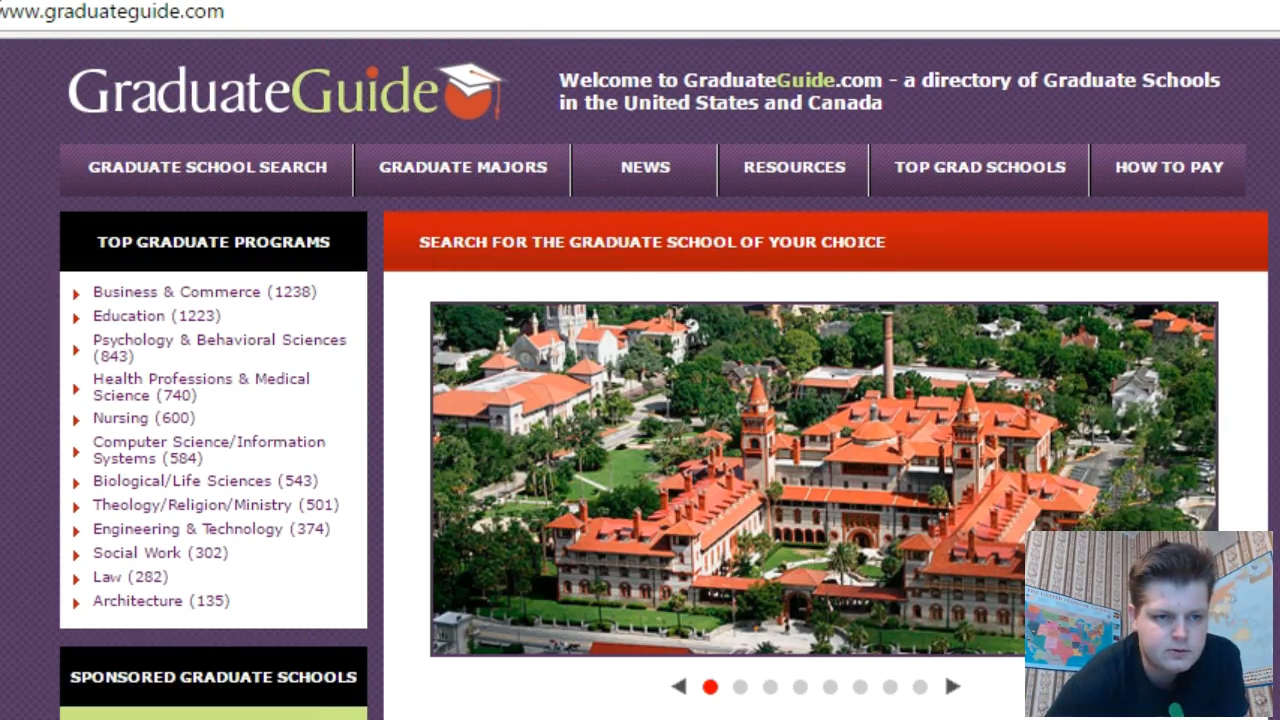 www.graduateguide.com
GraduateGuide
Welcome to GraduateGuide.com - a directory of Graduate Schools
in the United States and Canada
GRADUATE SCHOOL SEARCH
GRADUATE MAJORS
NEWS
RESOURCES
TOP GRAD SCHOOLS
HOW TO PAY
TOP GRADUATE PROGRAMS
Business & Commerce (1238)
Education (1223)
Psychology & Behavioral Sciences
(843)
Health Professions & Medical
Science (740)
Nursing (600)
Computer Science/Information
Systems (584)
Biological/Life Sciences (543)
Theology/Religion/Ministry (501)
Engineering & Technology (374)
Social Work (302)
Law (282)
Architecture (135)
SPONSORED GRADUATE SCHOOLS
SEARCH FOR THE GRADUATE SCHOOL OF YOUR CHOICE